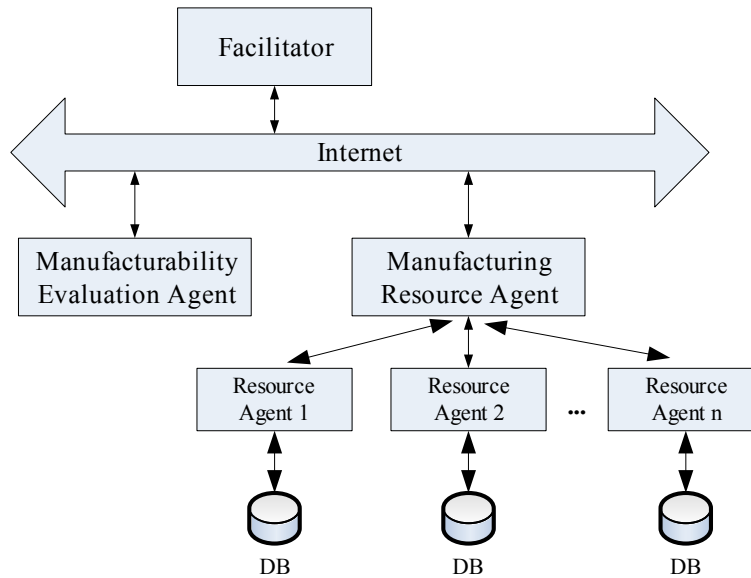 Facilitator
Internet
Manufacturability
Evaluation Agent
Manufacturing
Resource Agent
Resource
Agent 1
Resource
Agent 2
...
Resource
Agent n
DB
DB
DB